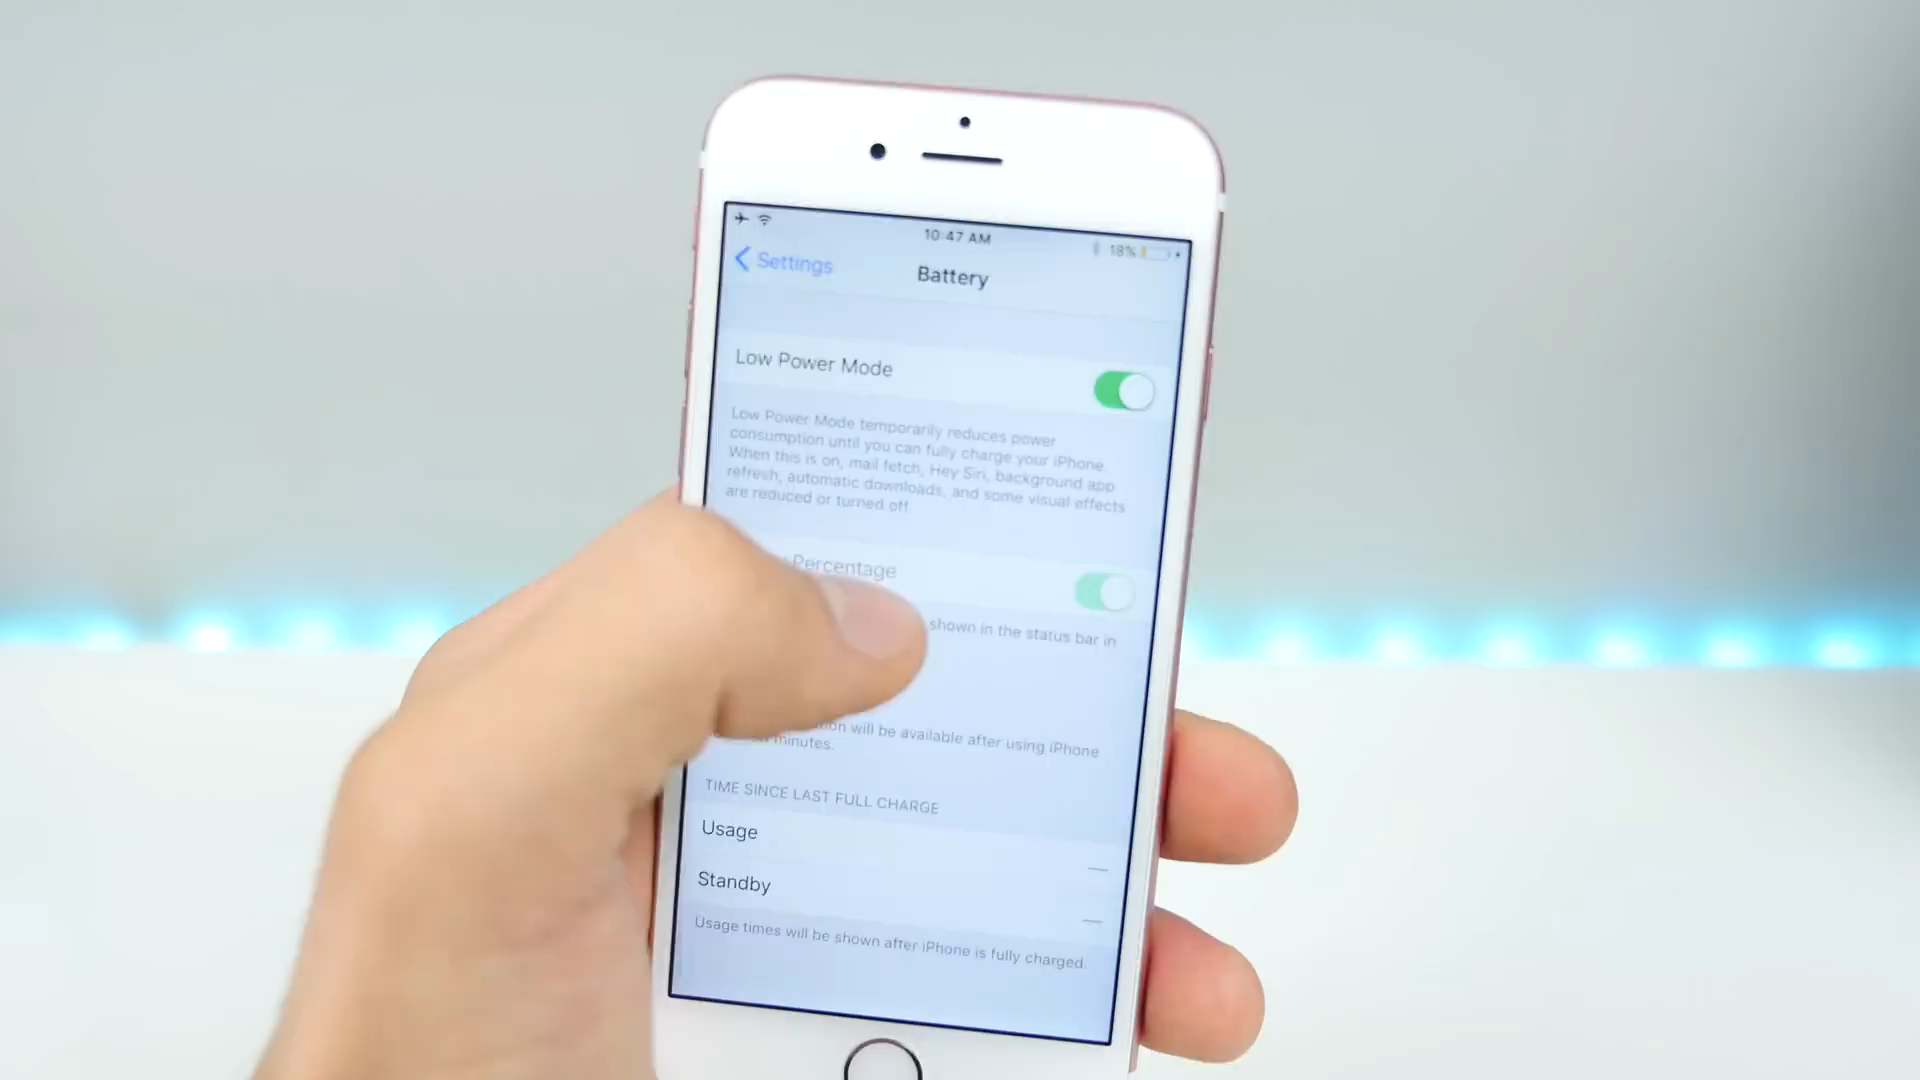 10:47 AM
18%
Settings
Battery
Low Power Mode
Low Power Mode temporarily reduces power
consumption until you can fully charge your iPhone.
When this is on, mail fetch, Hey Siri, background app
refresh, automatic downloads, and some visual effects
are reduced or turned off
Percentage
shown in the status bar in
will be available after using iPhone
minutes.
TIME SINCE LAST FULL CHARGE
Usage
—
Standby
—
Usage times will be shown after iPhone is fully charged.